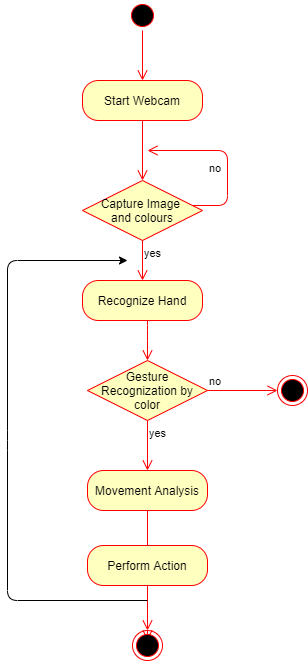 Start Webcam
no
Capture Image
and colours
yes
Recognize Hand
Gesture
Recognization by
color
no
yes
Movement Analysis
Perform Action